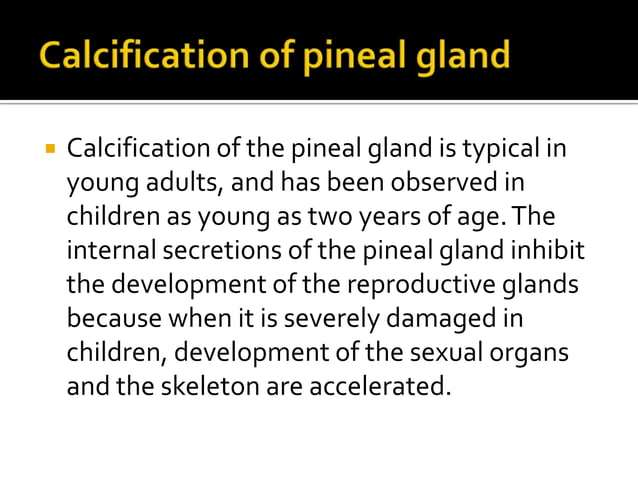 Calcification of pineal gland
Calcification of the pineal gland is typical in
young adults, and has been observed in
children as young as two years of age. The
internal secretions of the pineal gland inhibit
the development of the reproductive glands
because when it is severely damaged in
children, development of the sexual organs
and the skeleton are accelerated.